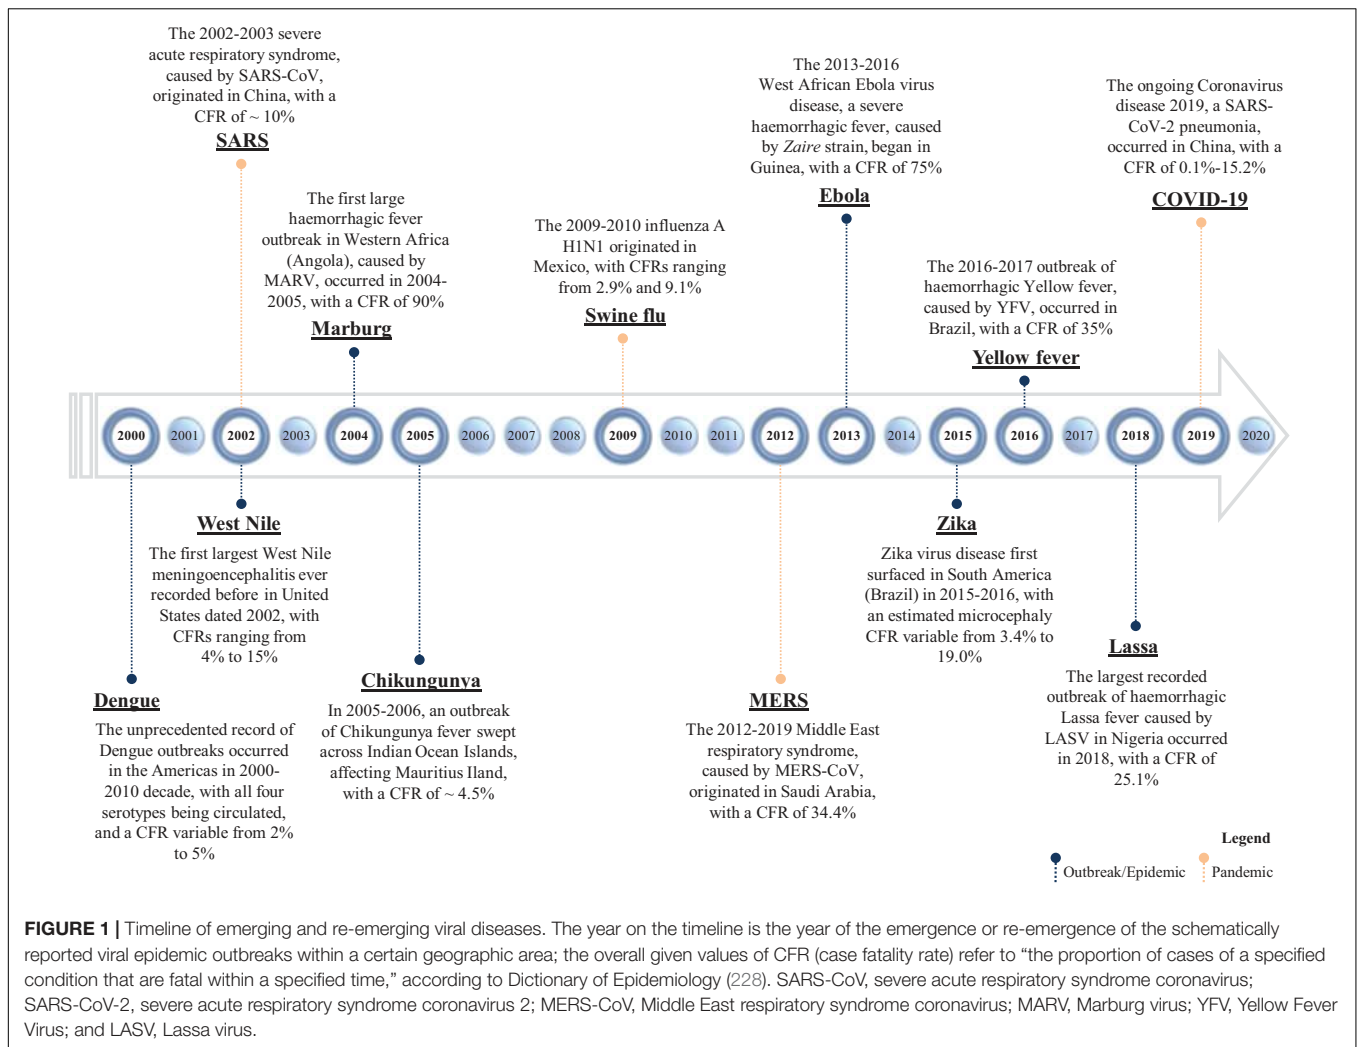 The 2002-2003 severe
acute respiratory syndrome,
caused by SARS-CoV,
originated in China, with a
CFR of ~ 10%
SARS
The first large
haemorrhagic fever
outbreak in Western Africa
(Angola), caused by
MARV, occurred in 2004-
2005, with a CFR of 90%
Marburg
The 2009-2010 influenza A
H1N1 originated in
Mexico, with CFRs ranging
from 2.9% and 9.1%
Swine flu
The 2013-2016
West African Ebola virus
disease, a severe
haemorrhagic fever, caused
by Zaire strain, began in
Guinea, with a CFR of 75%
Ebola
The 2016-2017 outbreak of
haemorrhagic Yellow fever,
caused by YFV, occurred in
Brazil, with a CFR of 35%
Yellow fever
The ongoing Coronavirus
disease 2019, a SARS-
CoV-2 pneumonia,
occurred in China, with a
CFR of 0.1%-15.2%
COVID-19
2000 2001 2002 2003 2004 2005 2006 2007 2008 2009 2010 2011 2012 2013 2014 2015 2016 2017 2018 2019 2020
Dengue
The unprecedented record of
Dengue outbreaks occurred
in the Americas in 2000-
2010 decade, with all four
serotypes being circulated,
and a CFR variable from 2%
to 5%
West Nile
The first largest West Nile
meningoencephalitis ever
recorded before in United
States dated 2002, with
CFRs ranging from
4% to 15%
Chikungunya
In 2005-2006, an outbreak
of Chikungunya fever swept
across Indian Ocean Islands,
affecting Mauritius Iland,
with a CFR of ~ 4.5%
MERS
The 2012-2019 Middle East
respiratory syndrome,
caused by MERS-CoV,
originated in Saudi Arabia,
with a CFR of 34.4%
Zika
Zika virus disease first
surfaced in South America
(Brazil) in 2015-2016, with
an estimated microcephaly
CFR variable from 3.4% to
19.0%
Lassa
The largest recorded
outbreak of haemorrhagic
Lassa fever caused by
LASV in Nigeria occurred
in 2018, with a CFR of
25.1%
Legend
Outbreak/Epidemic
Pandemic
FIGURE 1 | Timeline of emerging and re-emerging viral diseases. The year on the timeline is the year of the emergence or re-emergence of the schematically
reported viral epidemic outbreaks within a certain geographic area; the overall given values of CFR (case fatality rate) refer to “the proportion of cases of a specified
condition that are fatal within a specified time,” according to Dictionary of Epidemiology (228). SARS-CoV, severe acute respiratory syndrome coronavirus;
SARS-CoV-2, severe acute respiratory syndrome coronavirus 2; MERS-CoV, Middle East respiratory syndrome coronavirus; MARV, Marburg virus; YFV, Yellow Fever
Virus; and LASV, Lassa virus.